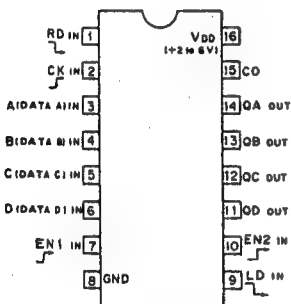 RD IN 1
CK IN 2
A(DATA A)IN 3
B(DATA B)IN 4
C(DATA C)IN 5
D(DATA D)IN 6
EN1 IN 7
8 GND
VDD 16
(+2 to 6V)
15 CO
14 QA OUT
13 QB OUT
12 QC OUT
11 QD OUT
10 EN2 IN
9 LD IN